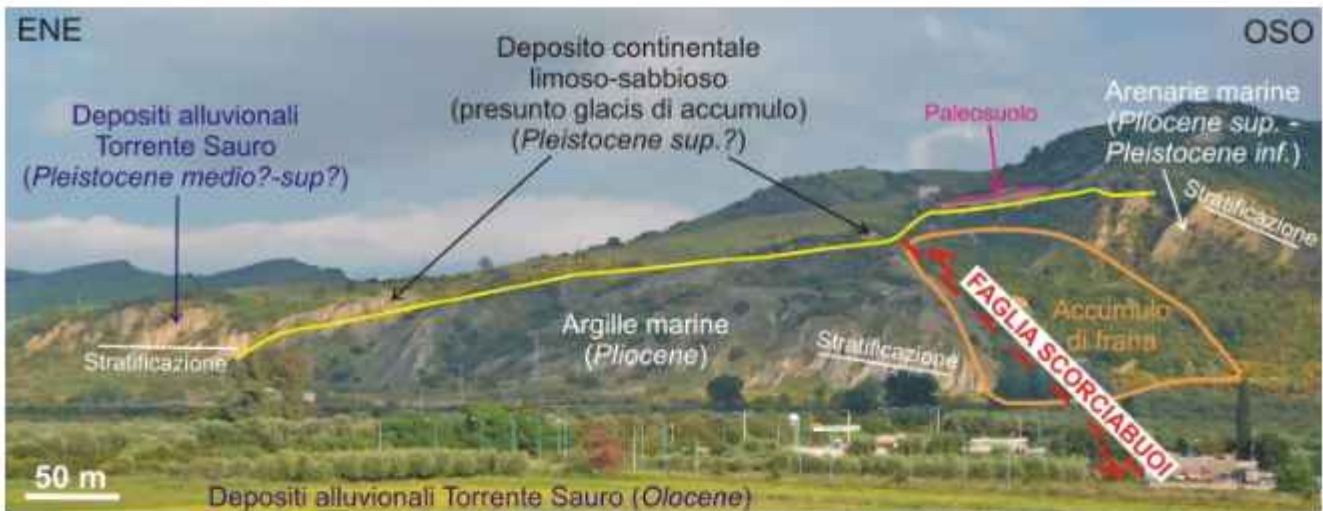 ENE
OSO
Deposito continentale
limoso-sabbioso
(presunto glacis di accumulo)
(Pleistocene sup.?)
Depositi alluvionali
Torrente Sauro
(Pleistocene medio?-sup?)
Paleosuolo
Arenarie marine
(Pliocene sup. -
Pleistocene inf.)
Stratificazione
Stratificazione
Argille marine
(Pliocene)
Stratificazione
FAGLIA SCORCIABUOI
Accumulo
di frana
50 m
Depositi alluvionali Torrente Sauro (Olocene)